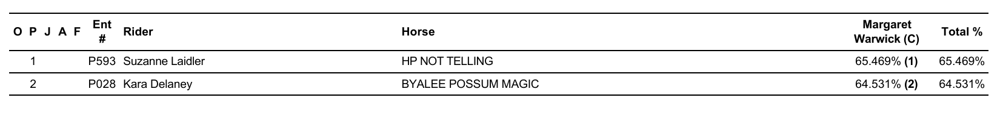 O P J A F Ent # Rider Horse Margaret Warwick (C) Total %
1 P593 Suzanne Laidler HP NOT TELLING 65.469% (1) 65.469%
2 P028 Kara Delaney BYALEE POSSUM MAGIC 64.531% (2) 64.531%